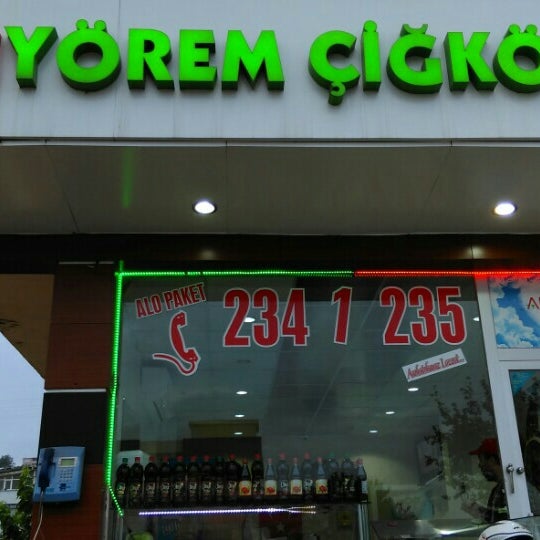 YÖREM ÇİĞKÖ
ALO PAKET
234 1 235